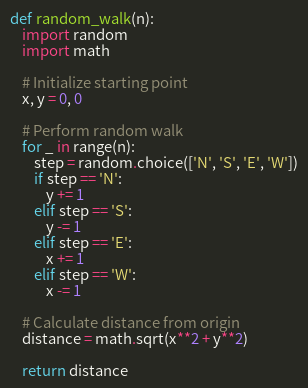 def random_walk(n):
    import random
    import math

    # Initialize starting point
    x, y = 0, 0

    # Perform random walk
    for _ in range(n):
        step = random.choice(['N', 'S', 'E', 'W'])
        if step == 'N':
            y += 1
        elif step == 'S':
            y -= 1
        elif step == 'E':
            x += 1
        elif step == 'W':
            x -= 1

    # Calculate distance from origin
    distance = math.sqrt(x**2 + y**2)

    return distance